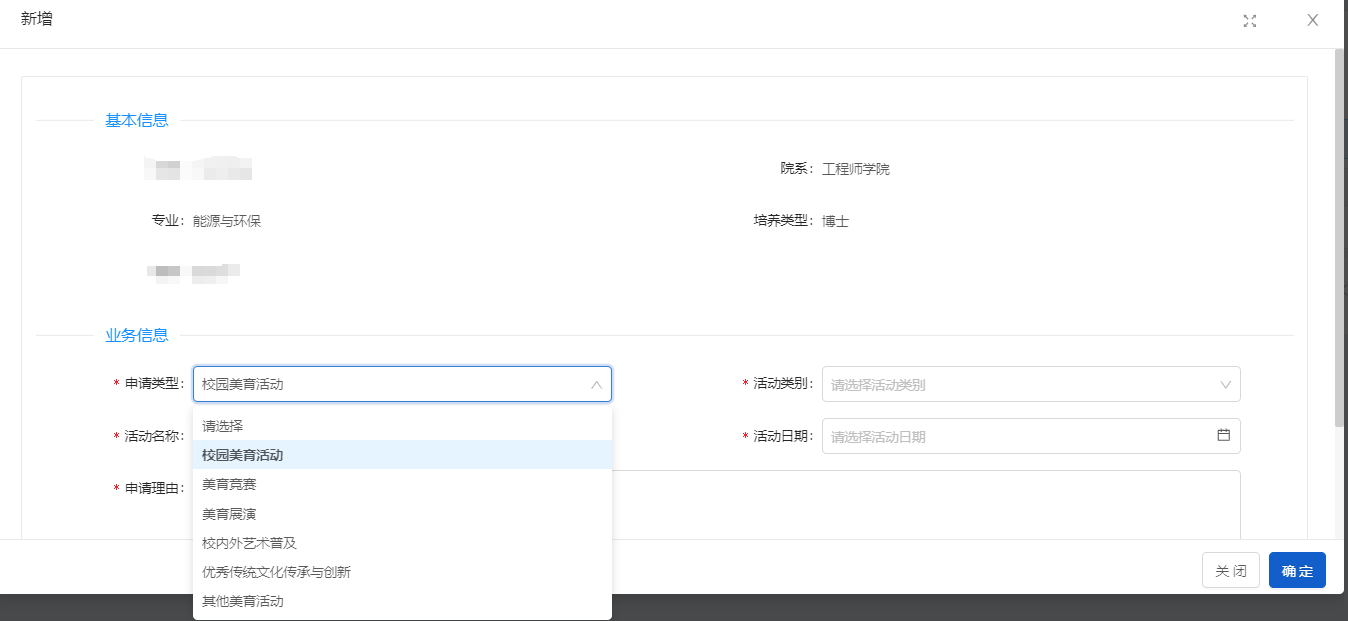 新增
基本信息
院系： 工程师学院
专业： 能源与环保
培养类型： 博士
业务信息
* 申请类型： 校园美育活动
* 活动类别： 请选择活动类别
请选择
* 活动名称：
* 活动日期： 请选择活动日期
校园美育活动
美育竞赛
* 申请理由：
美育展演
校内外艺术普及
优秀传统文化传承与创新
其他美育活动
关 闭
确 定